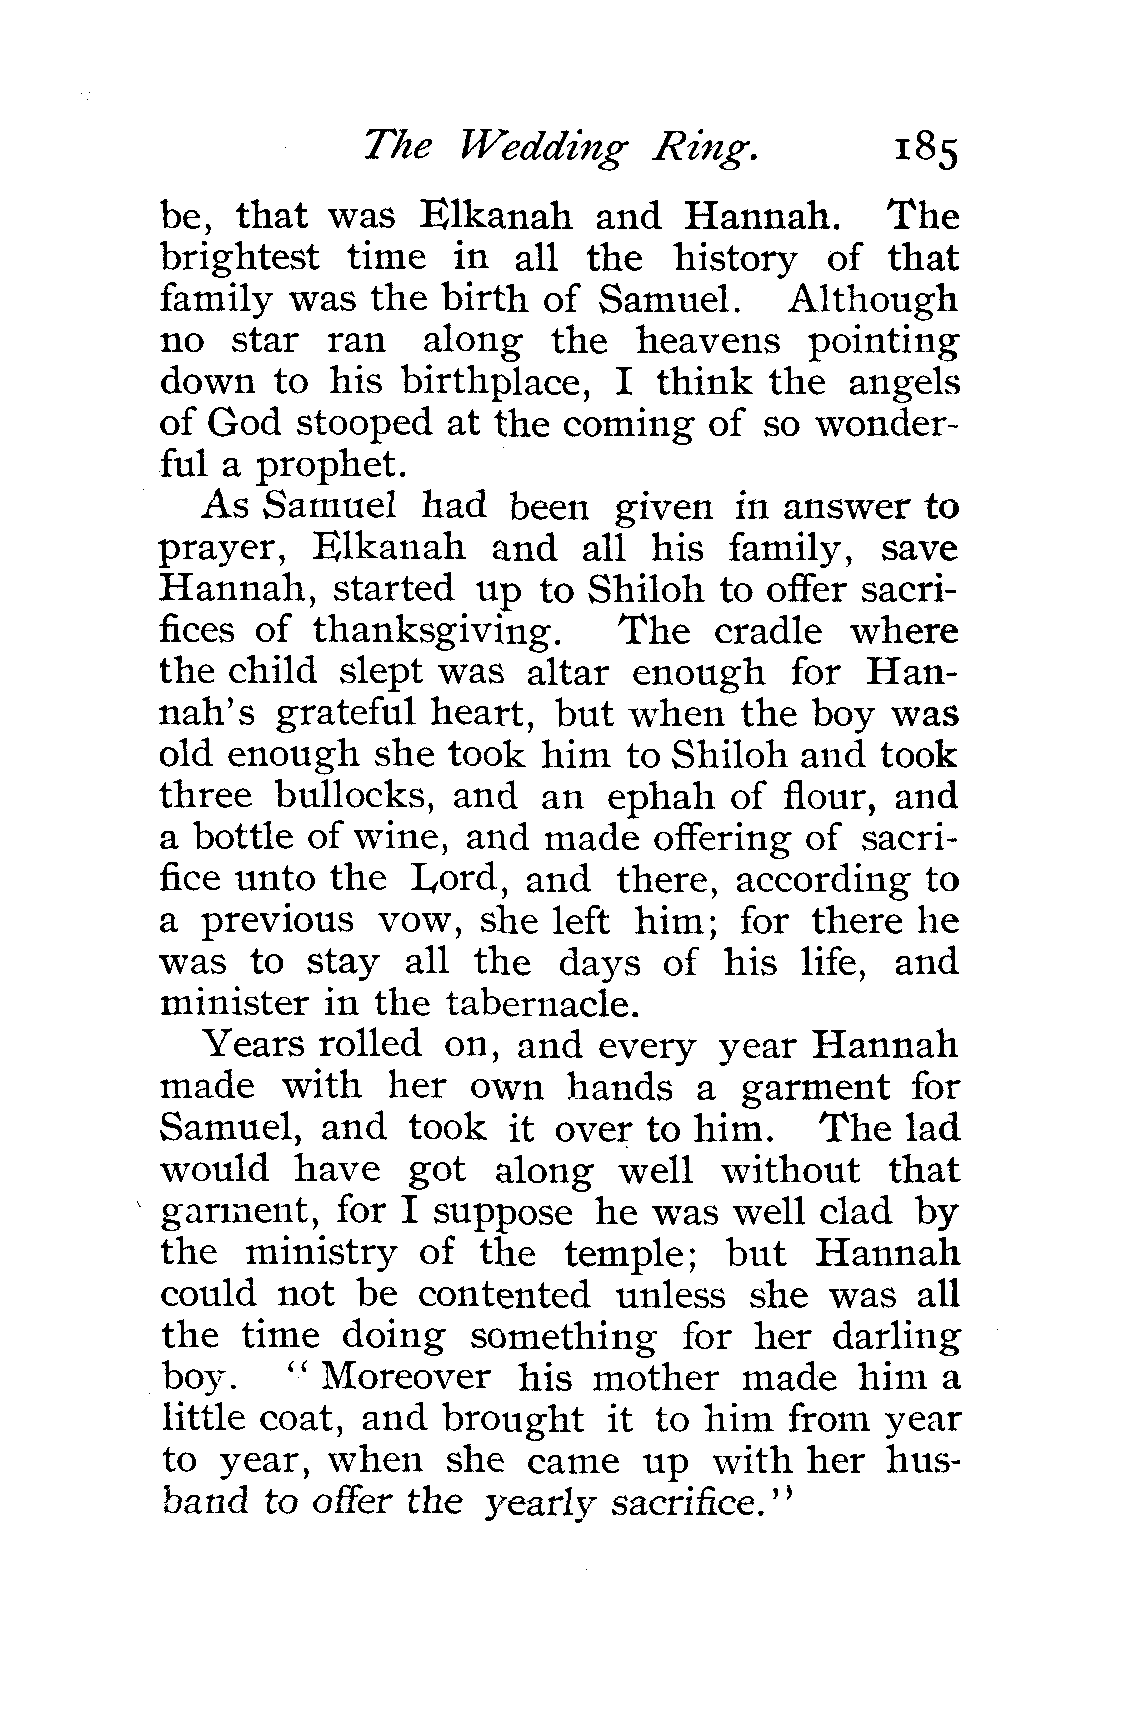 The Wedding Ring. 185
be, that was Elkanah and Hannah. The
brightest time in all the history of that
family was the birth of Samuel. Although
no star ran along the heavens pointing
down to his birthplace, I think the angels
of God stooped at the coming of so wonder-
ful a prophet.
As Samuel had been given in answer to
prayer, Elkanah and all his family, save
Hannah, started up to Shiloh to offer sacri-
fices of thanksgiving. The cradle where
the child slept was altar enough for Han-
nah's grateful heart, but when the boy was
old enough she took him to Shiloh and took
three bullocks, and an ephah of flour, and
a bottle of wine, and made offering of sacri-
fice unto the Lord, and there, according to
a previous vow, she left him; for there he
was to stay all the days of his life, and
minister in the tabernacle.
Years rolled on, and every year Hannah
made with her own hands a garment for
Samuel, and took it over to him. The lad
would have got along well without that
garment, for I suppose he was well clad by
the ministry of the temple; but Hannah
could not be contented unless she was all
the time doing something for her darling
boy. "Moreover his mother made him a
little coat, and brought it to him from year
to year, when she came up with her hus-
band to offer the yearly sacrifice."